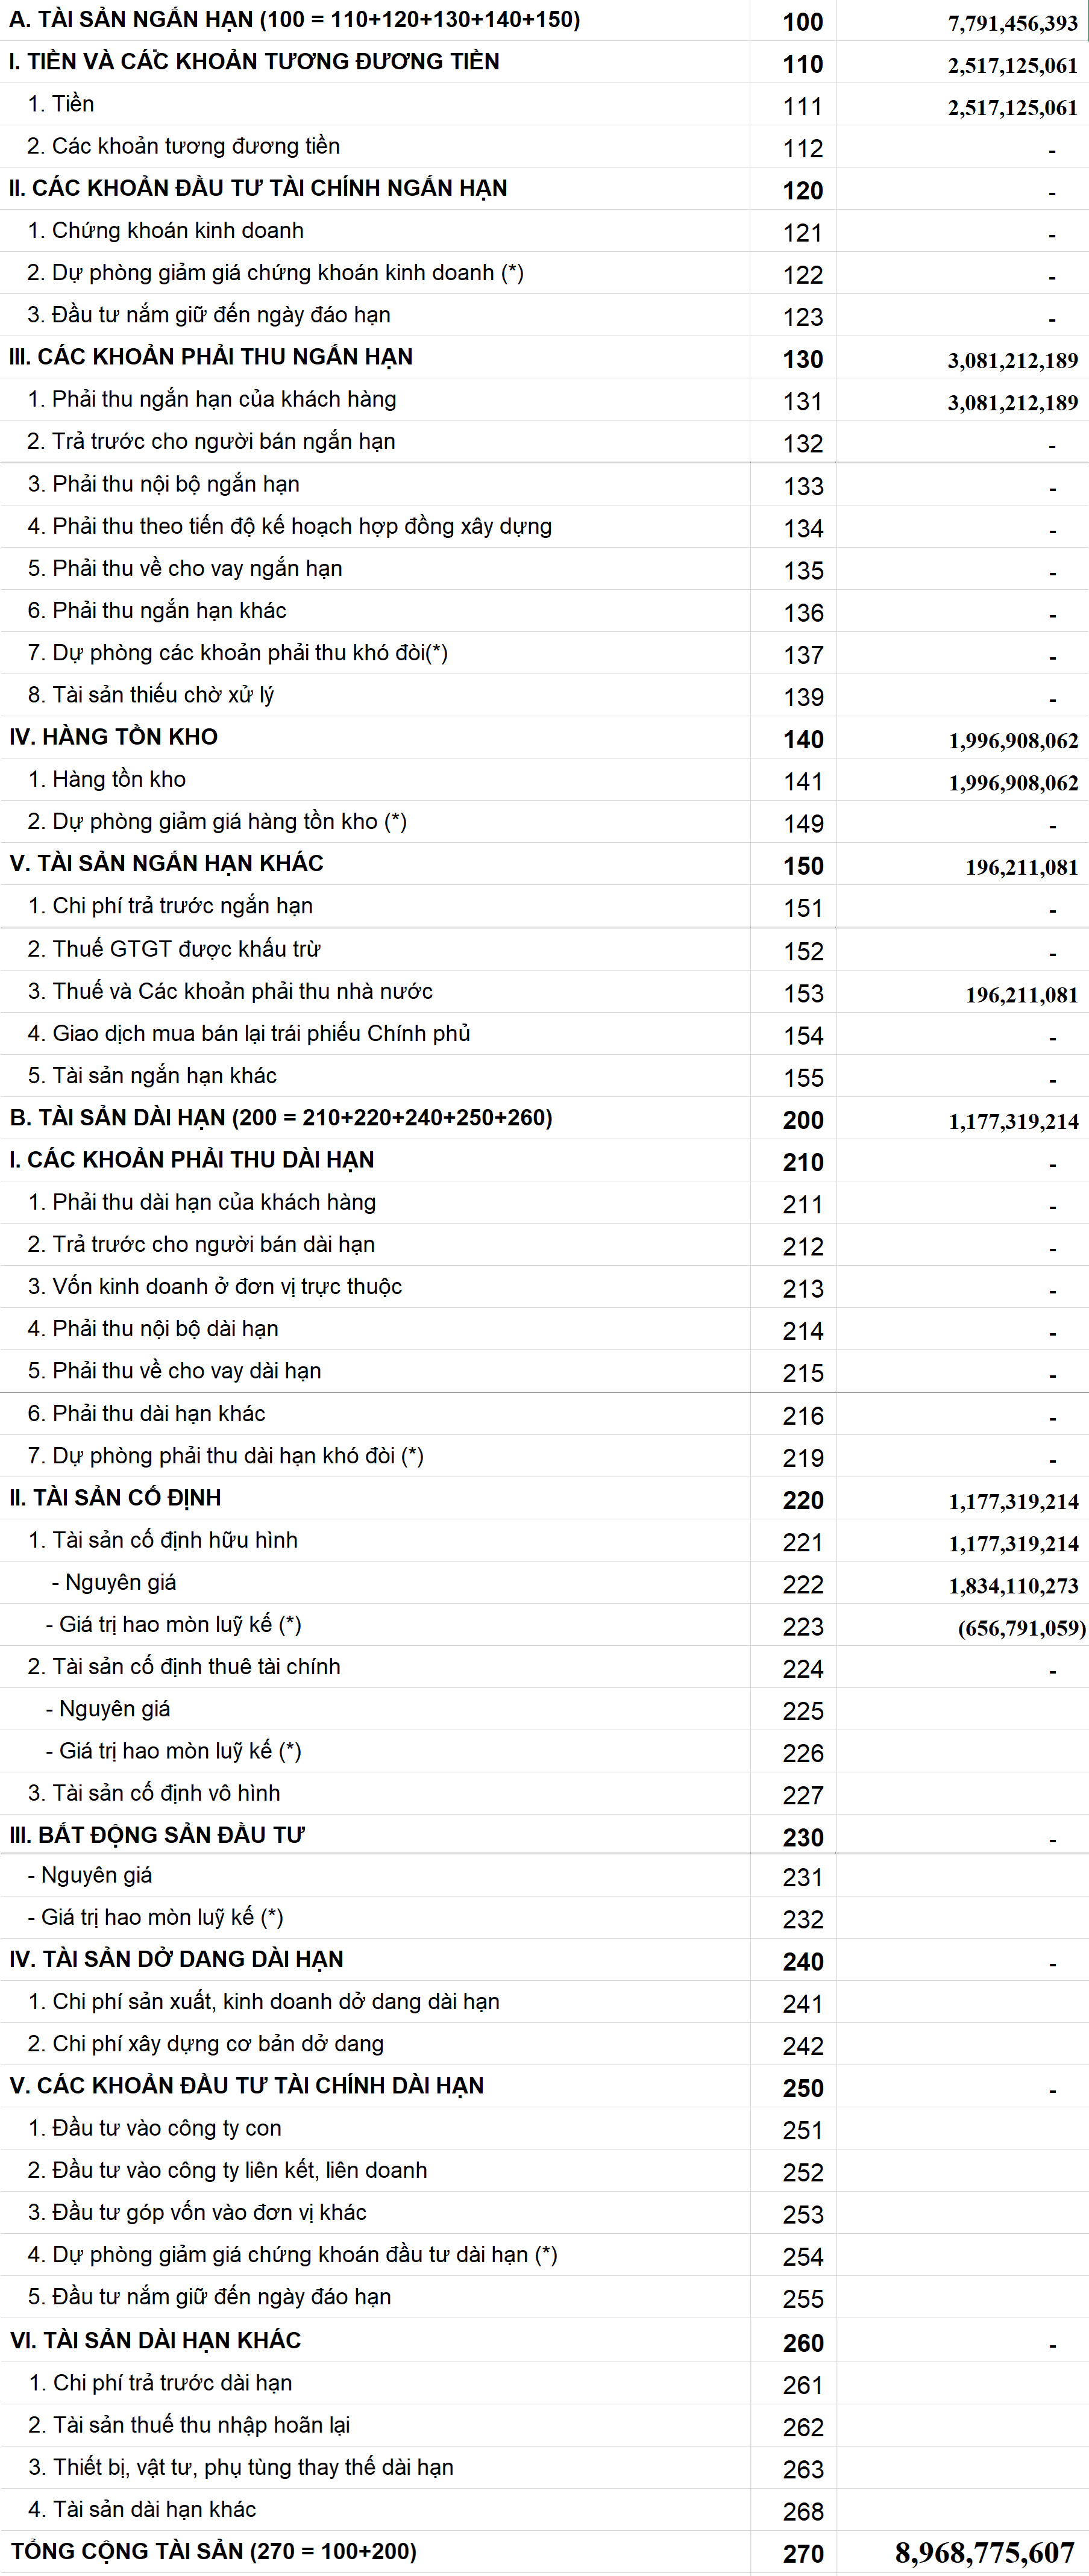 A. TÀI SẢN NGẮN HẠN (100 = 110+120+130+140+150) 100 7,791,456,393
I. TIỀN VÀ CÁC KHOẢN TƯƠNG ĐƯƠNG TIỀN 110 2,517,125,061
1. Tiền 111 2,517,125,061
2. Các khoản tương đương tiền 112 -
II. CÁC KHOẢN ĐẦU TƯ TÀI CHÍNH NGẮN HẠN 120 -
1. Chứng khoán kinh doanh 121 -
2. Dự phòng giảm giá chứng khoán kinh doanh (*) 122 -
3. Đầu tư nắm giữ đến ngày đáo hạn 123 -
III. CÁC KHOẢN PHẢI THU NGẮN HẠN 130 3,081,212,189
1. Phải thu ngắn hạn của khách hàng 131 3,081,212,189
2. Trả trước cho người bán ngắn hạn 132 -
3. Phải thu nội bộ ngắn hạn 133 -
4. Phải thu theo tiến độ kế hoạch hợp đồng xây dựng 134 -
5. Phải thu về cho vay ngắn hạn 135 -
6. Phải thu ngắn hạn khác 136 -
7. Dự phòng các khoản phải thu khó đòi(*) 137 -
8. Tài sản thiếu chờ xử lý 139 -
IV. HÀNG TỒN KHO 140 1,996,908,062
1. Hàng tồn kho 141 1,996,908,062
2. Dự phòng giảm giá hàng tồn kho (*) 149 -
V. TÀI SẢN NGẮN HẠN KHÁC 150 196,211,081
1. Chi phí trả trước ngắn hạn 151 -
2. Thuế GTGT được khấu trừ 152 -
3. Thuế và Các khoản phải thu nhà nước 153 196,211,081
4. Giao dịch mua bán lại trái phiếu Chính phủ 154 -
5. Tài sản ngắn hạn khác 155 -
B. TÀI SẢN DÀI HẠN (200 = 210+220+240+250+260) 200 1,177,319,214
I. CÁC KHOẢN PHẢI THU DÀI HẠN 210 -
1. Phải thu dài hạn của khách hàng 211 -
2. Trả trước cho người bán dài hạn 212 -
3. Vốn kinh doanh ở đơn vị trực thuộc 213 -
4. Phải thu nội bộ dài hạn 214 -
5. Phải thu về cho vay dài hạn 215 -
6. Phải thu dài hạn khác 216 -
7. Dự phòng phải thu dài hạn khó đòi (*) 219 -
II. TÀI SẢN CỐ ĐỊNH 220 1,177,319,214
1. Tài sản cố định hữu hình 221 1,177,319,214
- Nguyên giá 222 1,834,110,273
- Giá trị hao mòn luỹ kế (*) 223 (656,791,059)
2. Tài sản cố định thuê tài chính 224 -
- Nguyên giá 225
- Giá trị hao mòn luỹ kế (*) 226
3. Tài sản cố định vô hình 227
III. BẤT ĐỘNG SẢN ĐẦU TƯ 230 -
- Nguyên giá 231
- Giá trị hao mòn luỹ kế (*) 232
IV. TÀI SẢN DỞ DANG DÀI HẠN 240 -
1. Chi phí sản xuất, kinh doanh dở dang dài hạn 241
2. Chi phí xây dựng cơ bản dở dang 242
V. CÁC KHOẢN ĐẦU TƯ TÀI CHÍNH DÀI HẠN 250 -
1. Đầu tư vào công ty con 251
2. Đầu tư vào công ty liên kết, liên doanh 252
3. Đầu tư góp vốn vào đơn vị khác 253
4. Dự phòng giảm giá chứng khoán đầu tư dài hạn (*) 254
5. Đầu tư nắm giữ đến ngày đáo hạn 255
VI. TÀI SẢN DÀI HẠN KHÁC 260 -
1. Chi phí trả trước dài hạn 261
2. Tài sản thuế thu nhập hoãn lại 262
3. Thiết bị, vật tư, phụ tùng thay thế dài hạn 263
4. Tài sản dài hạn khác 268
TỔNG CỘNG TÀI SẢN (270 = 100+200) 270 8,968,775,607